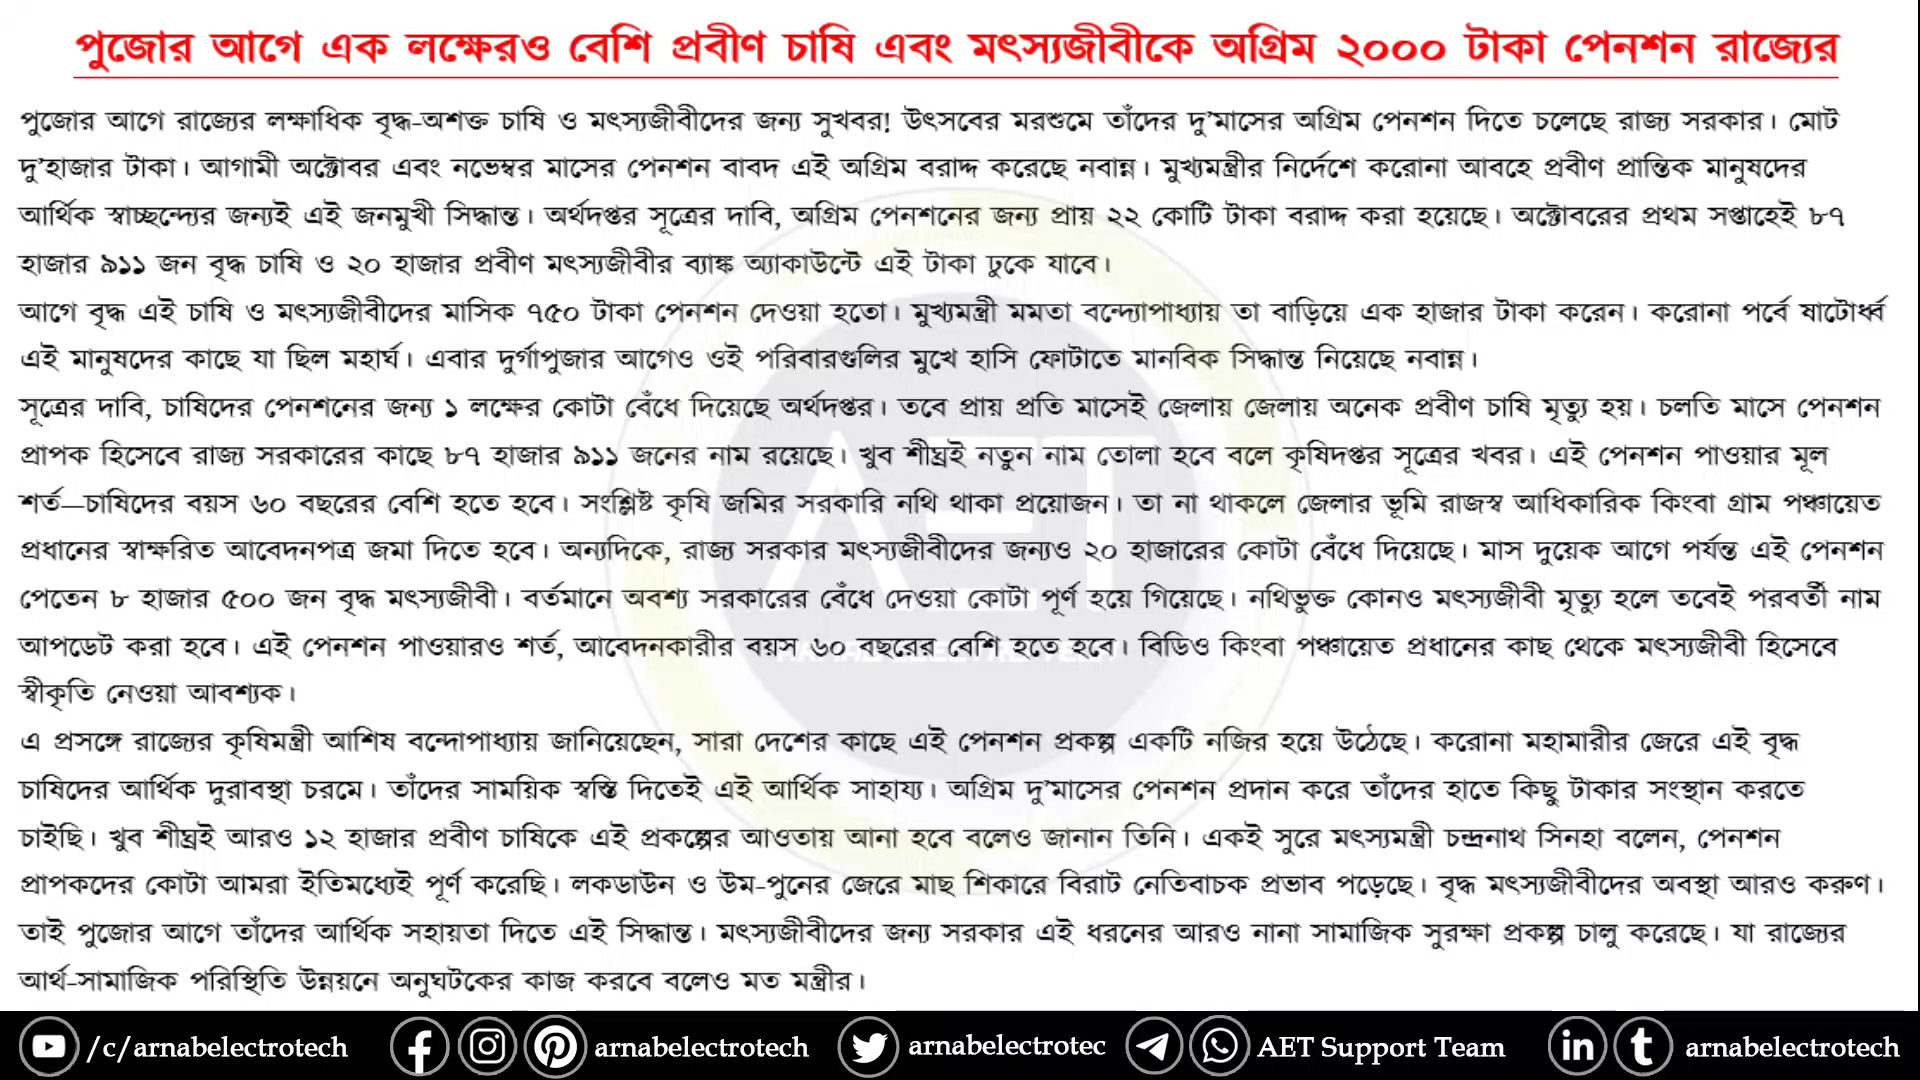 পুজোর আগে এক লক্ষেরও বেশি প্রবীণ চাষি এবং মৎস্যজীবীকে অগ্রিম ২০০০ টাকা পেনশন রাজ্যের
পুজোর আগে রাজ্যের লক্ষাধিক বৃদ্ধ-অশক্ত চাষি ও মৎস্যজীবীদের জন্য সুখবর! উৎসবের মরশুমে তাঁদের দু’মাসের অগ্রিম পেনশন দিতে চলেছে রাজ্য সরকার। মোট
দু’হাজার টাকা। আগামী অক্টোবর এবং নভেম্বর মাসের পেনশন বাবদ এই অগ্রিম বরাদ্দ করেছে নবান্ন। মুখ্যমন্ত্রীর নির্দেশে করোনা আবহে প্রবীণ প্রান্তিক মানুষদের
আর্থিক স্বাচ্ছন্দ্যের জন্যই এই জনমুখী সিদ্ধান্ত। অর্থদপ্তর সূত্রের দাবি, অগ্রিম পেনশনের জন্য প্রায় ২২ কোটি টাকা বরাদ্দ করা হয়েছে। অক্টোবরের প্রথম সপ্তাহেই ৮৭
হাজার ৯১১ জন বৃদ্ধ চাষি ও ২০ হাজার প্রবীণ মৎস্যজীবীর ব্যাঙ্ক অ্যাকাউন্টে এই টাকা ঢুকে যাবে।
আগে বৃদ্ধ এই চাষি ও মৎস্যজীবীদের মাসিক ৭৫০ টাকা পেনশন দেওয়া হতো। মুখ্যমন্ত্রী মমতা বন্দ্যোপাধ্যায় তা বাড়িয়ে এক হাজার টাকা করেন। করোনা পর্বে ষাটোর্ধ্ব
এই মানুষদের কাছে যা ছিল মহার্ঘ। এবার দুর্গাপুজার আগেও ওই পরিবারগুলির মুখে হাসি ফোটাতে মানবিক সিদ্ধান্ত নিয়েছে নবান্ন।
সূত্রের দাবি, চাষিদের পেনশনের জন্য ১ লক্ষের কোটা বেঁধে দিয়েছে অর্থদপ্তর। তবে প্রায় প্রতি মাসেই জেলায় জেলায় অনেক প্রবীণ চাষি মৃত্যু হয়। চলতি মাসে পেনশন
প্রাপক হিসেবে রাজ্য সরকারের কাছে ৮৭ হাজার ৯১১ জনের নাম রয়েছে। খুব শীঘ্রই নতুন নাম তোলা হবে বলে কৃষিদপ্তর সূত্রের খবর। এই পেনশন পাওয়ার মূল
শর্ত—চাষিদের বয়স ৬০ বছরের বেশি হতে হবে। সংশ্লিষ্ট কৃষি জমির সরকারি নথি থাকা প্রয়োজন। তা না থাকলে জেলার ভূমি রাজস্ব আধিকারিক কিংবা গ্রাম পঞ্চায়েত
প্রধানের স্বাক্ষরিত আবেদনপত্র জমা দিতে হবে। অন্যদিকে, রাজ্য সরকার মৎস্যজীবীদের জন্যও ২০ হাজারের কোটা বেঁধে দিয়েছে। মাস দুয়েক আগে পর্যন্ত এই পেনশন
পেতেন ৮ হাজার ৫০০ জন বৃদ্ধ মৎস্যজীবী। বর্তমানে অবশ্য সরকারের বেঁধে দেওয়া কোটা পূর্ণ হয়ে গিয়েছে। নথিভুক্ত কোনও মৎস্যজীবী মৃত্যু হলে তবেই পরবর্তী নাম
আপডেট করা হবে। এই পেনশন পাওয়ারও শর্ত, আবেদনকারীর বয়স ৬০ বছরের বেশি হতে হবে। বিডিও কিংবা পঞ্চায়েত প্রধানের কাছ থেকে মৎস্যজীবী হিসেবে
স্বীকৃতি নেওয়া আবশ্যক।
এ প্রসঙ্গে রাজ্যের কৃষিমন্ত্রী আশিষ বন্দোপাধ্যায় জানিয়েছেন, সারা দেশের কাছে এই পেনশন প্রকল্প একটি নজির হয়ে উঠেছে। করোনা মহামারীর জেরে এই বৃদ্ধ
চাষিদের আর্থিক দুরাবস্থা চরমে। তাঁদের সাময়িক স্বস্তি দিতেই এই আর্থিক সাহায্য। অগ্রিম দু’মাসের পেনশন প্রদান করে তাঁদের হাতে কিছু টাকার সংস্থান করতে
চাইছি। খুব শীঘ্রই আরও ১২ হাজার প্রবীণ চাষিকে এই প্রকল্পের আওতায় আনা হবে বলেও জানান তিনি। একই সুরে মৎস্যমন্ত্রী চন্দ্রনাথ সিনহা বলেন, পেনশন
প্রাপকদের কোটা আমরা ইতিমধ্যেই পূর্ণ করেছি। লকডাউন ও উম-পুনের জেরে মাছ শিকারে বিরাট নেতিবাচক প্রভাব পড়েছে। বৃদ্ধ মৎস্যজীবীদের অবস্থা আরও করুণ।
তাই পুজোর আগে তাঁদের আর্থিক সহায়তা দিতে এই সিদ্ধান্ত। মৎস্যজীবীদের জন্য সরকার এই ধরনের আরও নানা সামাজিক সুরক্ষা প্রকল্প চালু করেছে। যা রাজ্যের
আর্থ-সামাজিক পরিস্থিতি উন্নয়নে অনুঘটকের কাজ করবে বলেও মত মন্ত্রীর।
AET
/c/arnabelectrotech arnabelectrotech arnabelectrotec AET Support Team arnabelectrotech